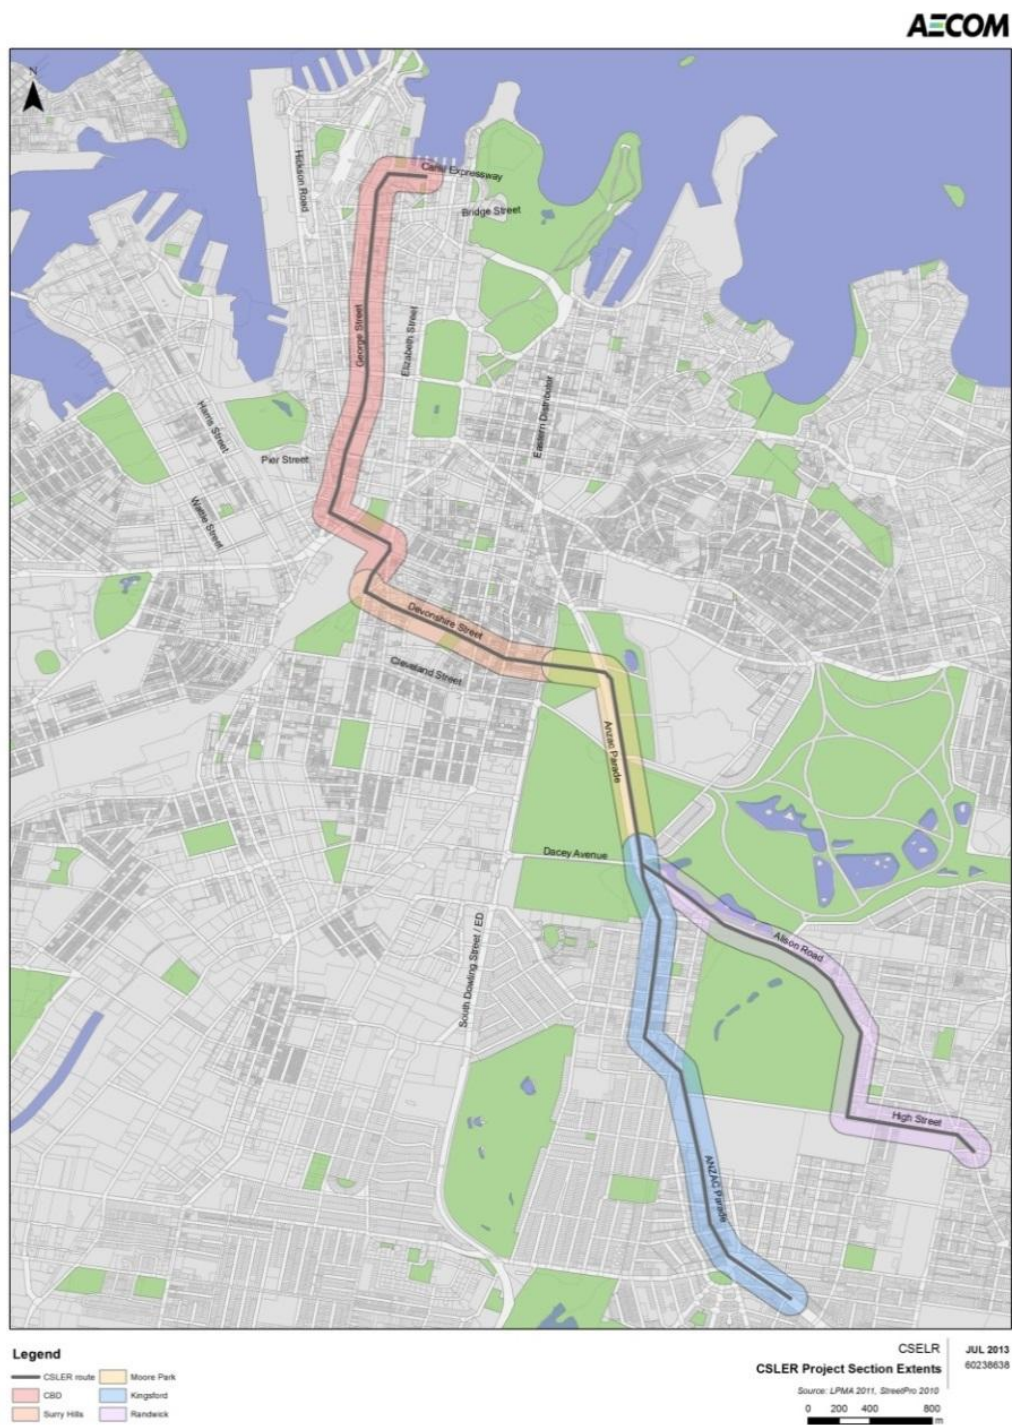 AECOM
N
Cahill Expressway
Hickson Road
Bridge Street
George Street
Elizabeth Street
Eastern Distributor
Harris Street
Pier Street
Wattle Street
Devonshire Street
Cleveland Street
Anzac Parade
Dacey Avenue
South Dowling Street / ED
Alison Road
High Street
ANZAC Parade
Legend
CSLER route
Moore Park
CBD
Kingsford
Surry Hills
Randwick
CSELR
JUL 2013
CSLER Project Section Extents
60238638
Source: LPMA 2011, StreetPro 2010
0 200 400 800
m